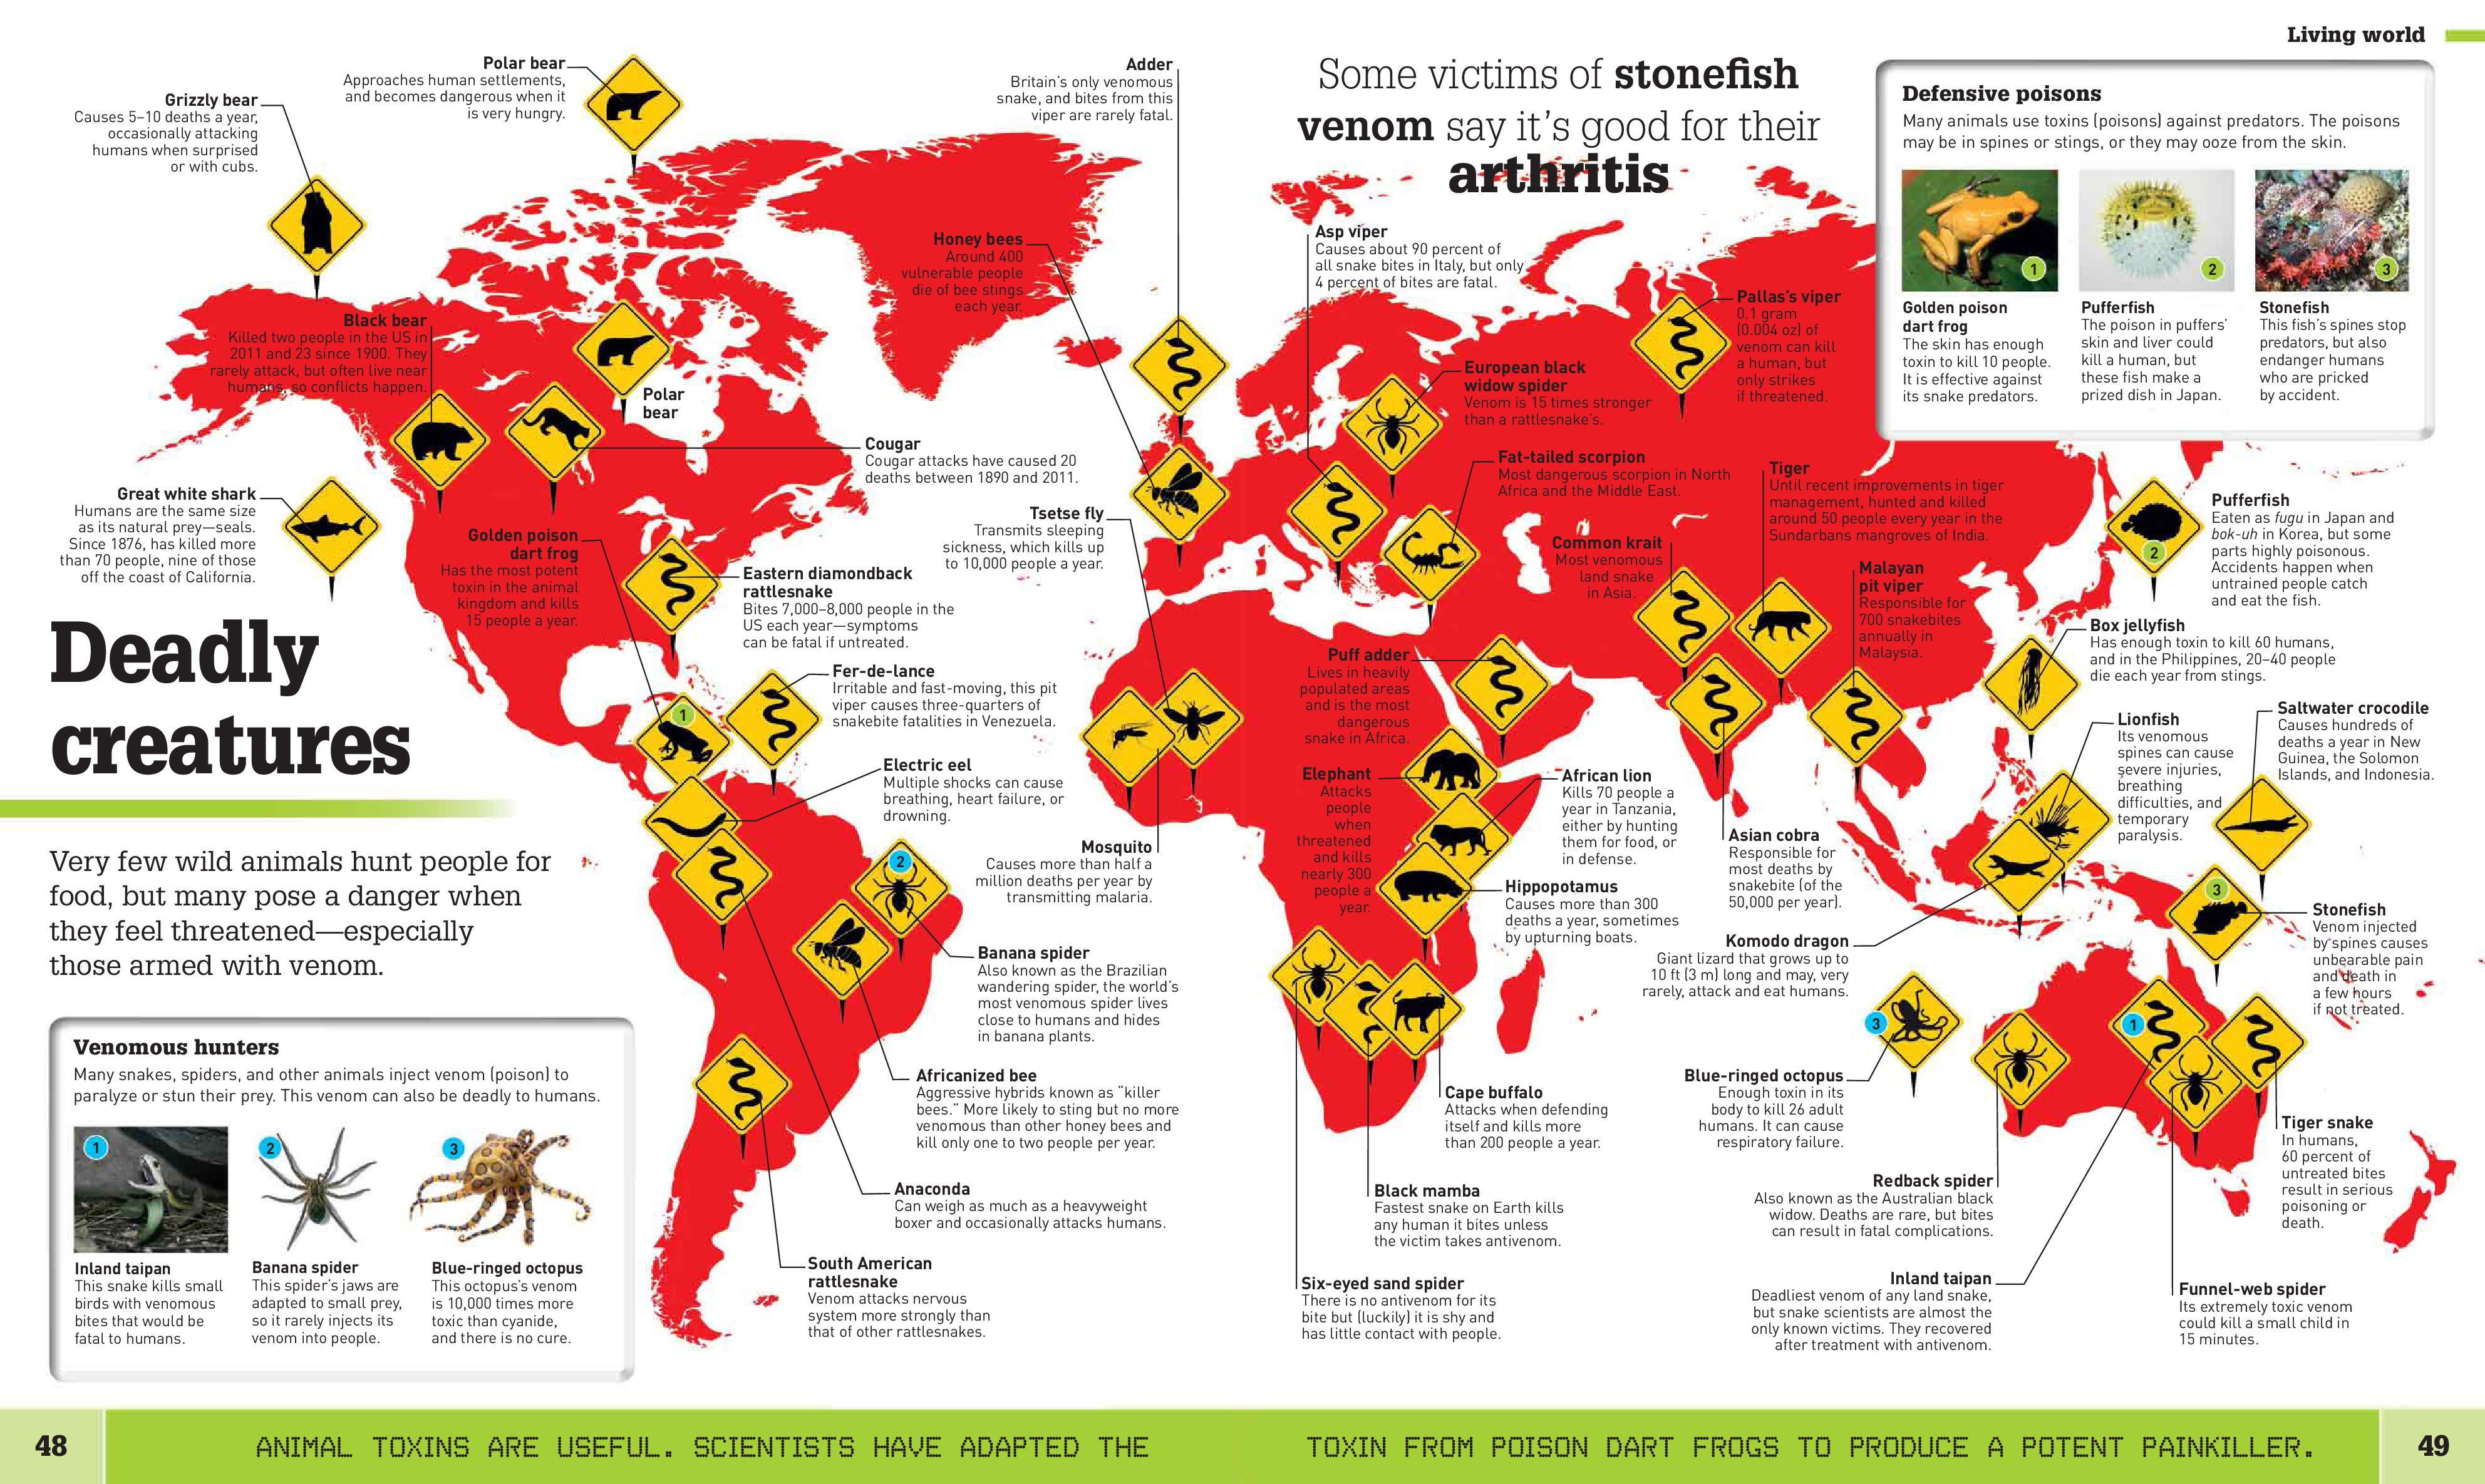 Living world
Polar bear
Approaches human settlements,
and becomes dangerous when it
is very hungry.
Grizzly bear
Causes 5–10 deaths a year,
occasionally attacking
humans when surprised
or with cubs.
Adder
Britain's only venomous
snake, and bites from this
viper are rarely fatal.
Some victims of stonefish
venom say it's good for their
arthritis
Defensive poisons
Many animals use toxins (poisons) against predators. The poisons
may be in spines or stings, or they may ooze from the skin.
1
2
3
Golden poison
dart frog
The skin has enough
toxin to kill 10 people.
It is effective against
its snake predators.
Pufferfish
The poison in puffers'
skin and liver could
kill a human, but
these fish make a
prized dish in Japan.
Stonefish
This fish's spines stop
predators, but also
endanger humans
who are pricked
by accident.
Honey bees
Around 400
vulnerable people
die of bee stings
each year.
Asp viper
Causes about 90 percent of
all snake bites in Italy, but only
4 percent of bites are fatal.
Pallas's viper
0.1 gram
(0.004 oz) of
venom can kill
a human, but
only strikes
if threatened.
Black bear
Killed two people in the US in
2011 and 23 since 1900. They
rarely attack, but often live near
humans, so conflicts happen.
Polar
bear
European black
widow spider
Venom is 15 times stronger
than a rattlesnake's.
Cougar
Cougar attacks have caused 20
deaths between 1890 and 2011.
Fat-tailed scorpion
Most dangerous scorpion in North
Africa and the Middle East.
Tiger
Until recent improvements in tiger
management, hunted and killed
around 50 people every year in the
Sundarbans mangroves of India.
Great white shark
Humans are the same size
as its natural prey—seals.
Since 1876, has killed more
than 70 people, nine of those
off the coast of California.
Pufferfish
Eaten as fugu in Japan and
bok-uh in Korea, but some
parts highly poisonous.
Accidents happen when
untrained people catch
and eat the fish.
2
Tsetse fly
Transmits sleeping
sickness, which kills up
to 10,000 people a year.
Golden poison
dart frog
Has the most potent
toxin in the animal
kingdom and kills
15 people a year.
Common krait
Most venomous
land snake
in Asia.
Malayan
pit viper
Responsible for
700 snakebites
annually in
Malaysia.
Eastern diamondback
rattlesnake
Bites 7,000–8,000 people in the
US each year—symptoms
can be fatal if untreated.
Box jellyfish
Has enough toxin to kill 60 humans,
and in the Philippines, 20–40 people
die each year from stings.
Deadly
creatures
Puff adder
Lives in heavily
populated areas
and is the most
dangerous
snake in Africa.
Fer-de-lance
Irritable and fast-moving, this pit
viper causes three-quarters of
snakebite fatalities in Venezuela.
1
Saltwater crocodile
Causes hundreds of
deaths a year in New
Guinea, the Solomon
Islands, and Indonesia.
Lionfish
Its venomous
spines can cause
severe injuries,
breathing
difficulties, and
temporary
paralysis.
Electric eel
Multiple shocks can cause
breathing, heart failure, or
drowning.
Elephant
Attacks
people
when
threatened
and kills
nearly 300
people a
year.
African lion
Kills 70 people a
year in Tanzania,
either by hunting
them for food, or
in defense.
Asian cobra
Responsible for
most deaths by
snakebite (of the
50,000 per year).
Mosquito
Causes more than half a
million deaths per year by
transmitting malaria.
Very few wild animals hunt people for
food, but many pose a danger when
they feel threatened—especially
those armed with venom.
2
Hippopotamus
Causes more than 300
deaths a year, sometimes
by upturning boats.
3
Stonefish
Venom injected
by spines causes
unbearable pain
and death in
a few hours
if not treated.
Komodo dragon
Giant lizard that grows up to
10 ft (3 m) long and may, very
rarely, attack and eat humans.
Banana spider
Also known as the Brazilian
wandering spider, the world's
most venomous spider lives
close to humans and hides
in banana plants.
3
1
Venomous hunters
Many snakes, spiders, and other animals inject venom (poison) to
paralyze or stun their prey. This venom can also be deadly to humans.
1
2
3
Inland taipan
This snake kills small
birds with venomous
bites that would be
fatal to humans.
Banana spider
This spider's jaws are
adapted to small prey,
so it rarely injects its
venom into people.
Blue-ringed octopus
This octopus's venom
is 10,000 times more
toxic than cyanide,
and there is no cure.
Africanized bee
Aggressive hybrids known as "killer
bees." More likely to sting but no more
venomous than other honey bees and
kill only one to two people per year.
Anaconda
Can weigh as much as a heavyweight
boxer and occasionally attacks humans.
South American
rattlesnake
Venom attacks nervous
system more strongly than
that of other rattlesnakes.
Cape buffalo
Attacks when defending
itself and kills more
than 200 people a year.
Black mamba
Fastest snake on Earth kills
any human it bites unless
the victim takes antivenom.
Six-eyed sand spider
There is no antivenom for its
bite but (luckily) it is shy and
has little contact with people.
Blue-ringed octopus
Enough toxin in its
body to kill 26 adult
humans. It can cause
respiratory failure.
Redback spider
Also known as the Australian black
widow. Deaths are rare, but bites
can result in fatal complications.
Inland taipan
Deadliest venom of any land snake,
but snake scientists are almost the
only known victims. They recovered
after treatment with antivenom.
Tiger snake
In humans,
60 percent of
untreated bites
result in serious
poisoning or
death.
Funnel-web spider
Its extremely toxic venom
could kill a small child in
15 minutes.
48
ANIMAL TOXINS ARE USEFUL. SCIENTISTS HAVE ADAPTED THE
TOXIN FROM POISON DART FROGS TO PRODUCE A POTENT PAINKILLER.
49